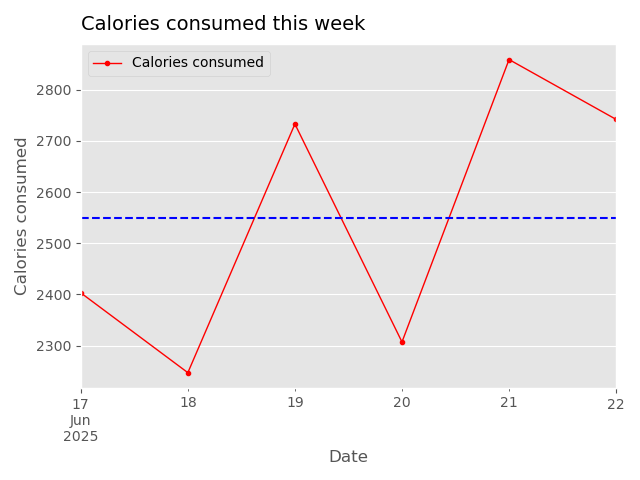 Calories consumed this week
Calories consumed
2800
2700
2600
2500
2400
2300
Calories consumed
17
Jun
2025
18
19
20
21
22
Date